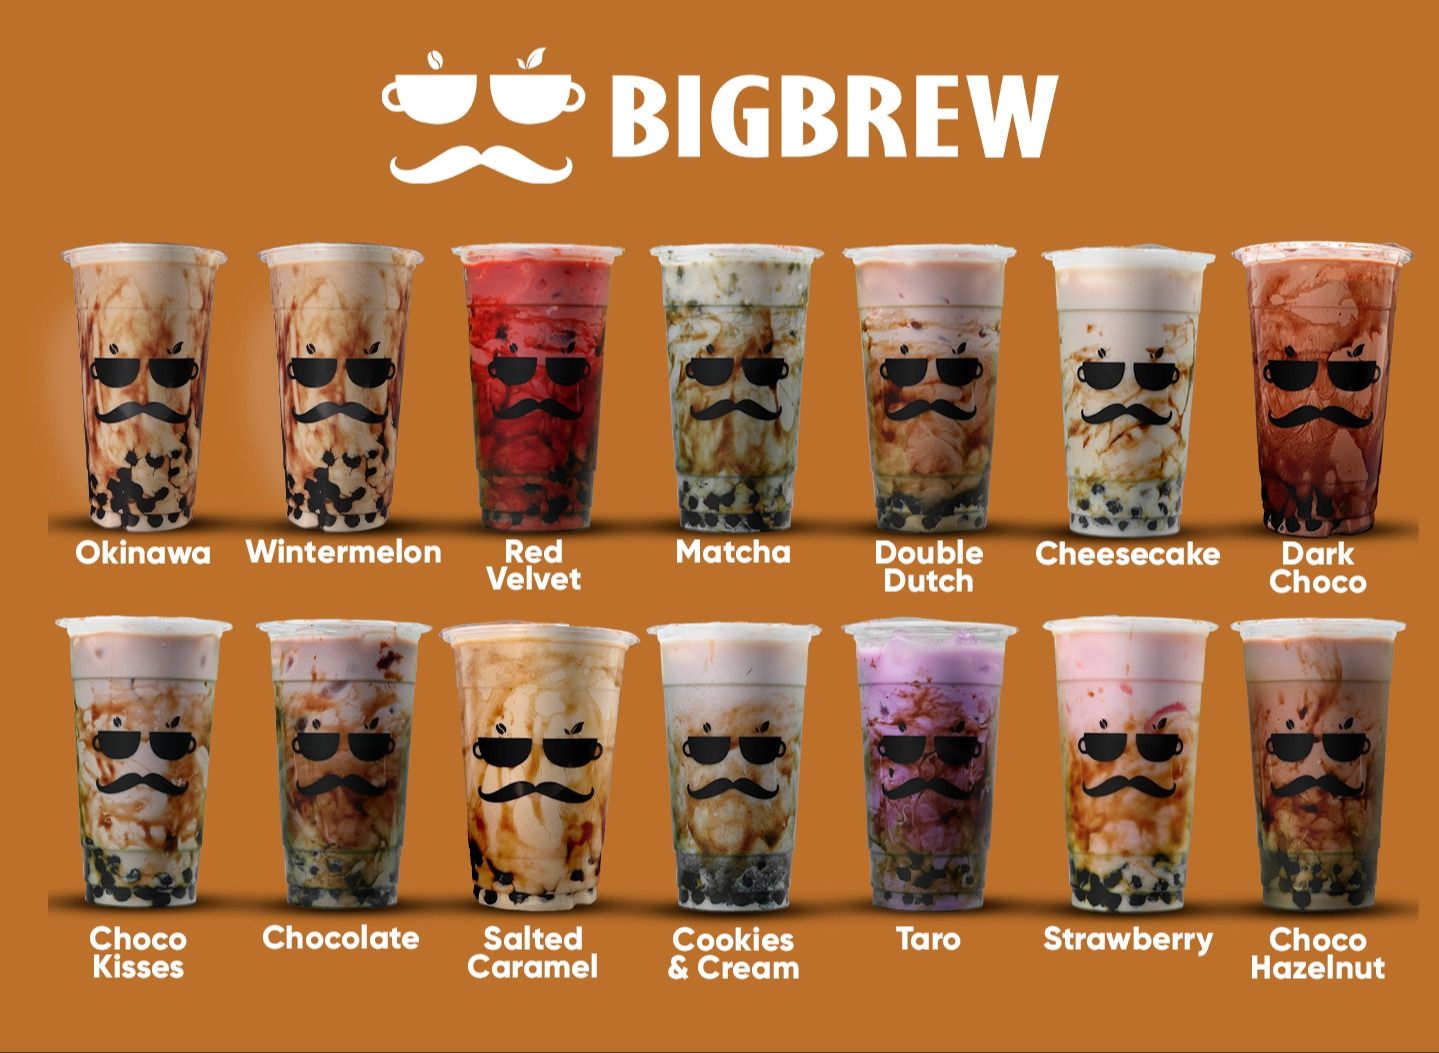 BIGBREW
Okinawa
Wintermelon
Red
Velvet
Matcha
Double
Dutch
Cheesecake
Dark
Choco
Choco
Kisses
Chocolate
Salted
Caramel
Cookies
& Cream
Taro
Strawberry
Choco
Hazelnut